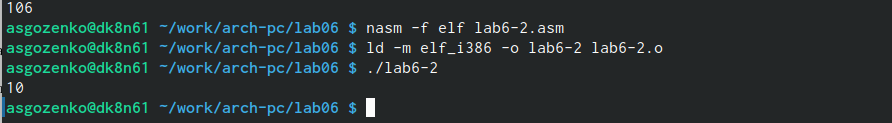 106
asgozenko@dk8n61 ~/work/arch-pc/lab06 $ nasm -f elf lab6-2.asm
asgozenko@dk8n61 ~/work/arch-pc/lab06 $ ld -m elf_i386 -o lab6-2 lab6-2.o
asgozenko@dk8n61 ~/work/arch-pc/lab06 $ ./lab6-2
10
asgozenko@dk8n61 ~/work/arch-pc/lab06 $